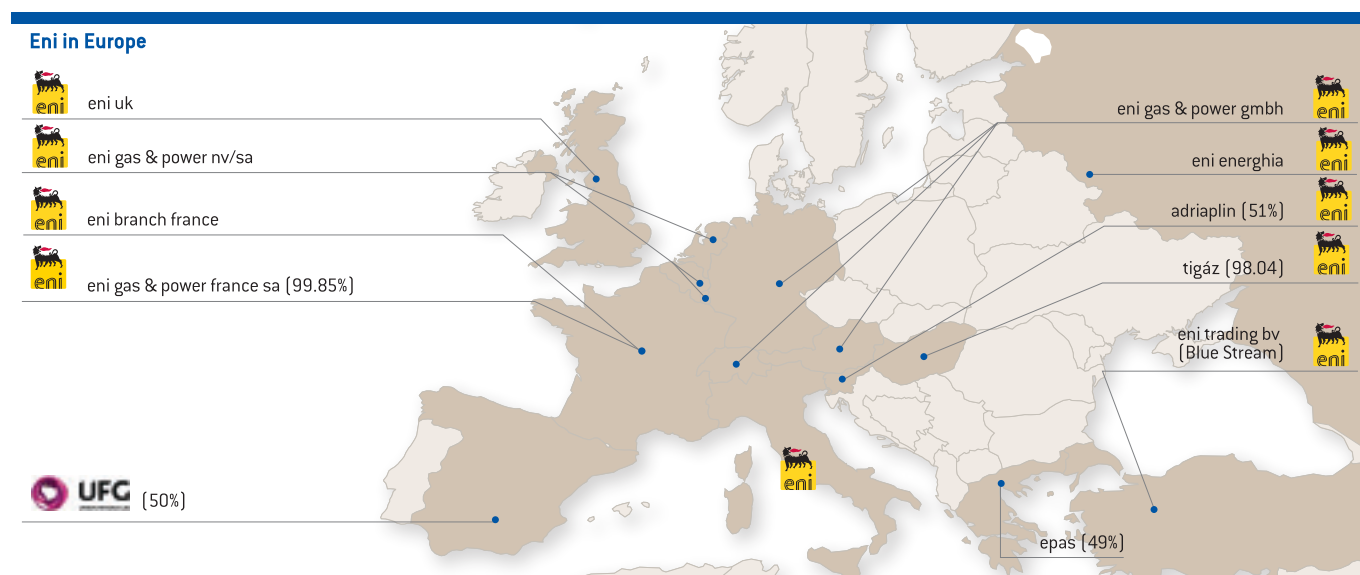 Eni in Europe
eni
eni uk
eni
eni gas & power nv/sa
eni
eni branch france
eni
eni gas & power france sa (99.85%)
UFG
(50%)
eni
eni gas & power gmbh
eni
eni energhia
eni
adriaplin (51%)
eni
tigáz (98.04)
eni
eni trading bv
(Blue Stream)
eni
epas (49%)
eni